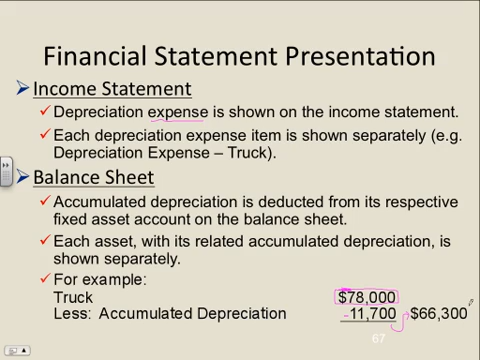 Financial Statement Presentation
Income Statement
Depreciation expense is shown on the income statement.
Each depreciation expense item is shown separately (e.g.
Depreciation Expense – Truck).
Balance Sheet
Accumulated depreciation is deducted from its respective
fixed asset account on the balance sheet.
Each asset, with its related accumulated depreciation, is
shown separately.
For example:
Truck $78,000
Less: Accumulated Depreciation -11,700 $66,300
67